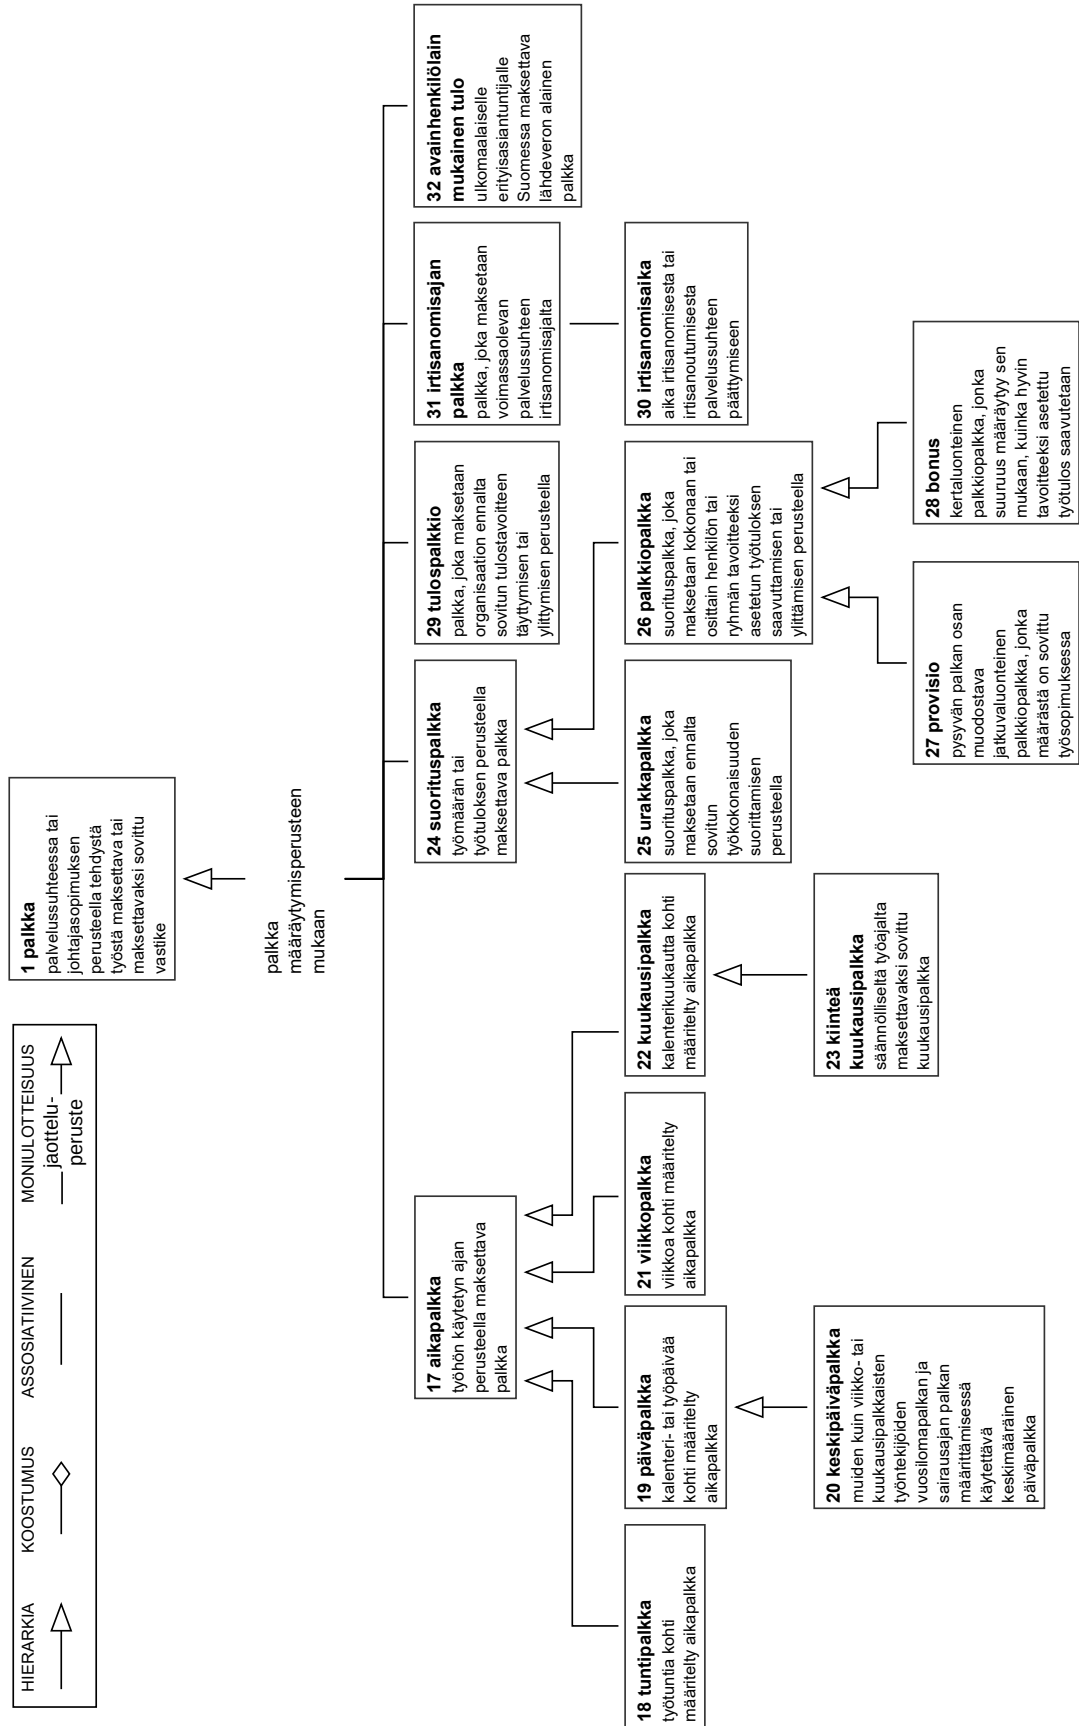 HIERARKIA
KOOSTUMUS
ASSOSIATIIVINEN
MONIULOTTEISUUS
jaottelu-
peruste
1 palkka
palvelussuhteessa tai
johtajasopimuksen
perusteella tehdystä
työstä maksettava tai
maksettavaksi sovittu
vastike
palkka
määräytymisperusteen
mukaan
17 aikapalkka
työhön käytetyn ajan
perusteella maksettava
palkka
24 suorituspalkka
työmäärän tai
työtuloksen perusteella
maksettava palkka
29 tulospalkkio
palkka, joka maksetaan
organisaation ennalta
sovitun tulostavoitteen
täyttymisen tai
ylittymisen perusteella
31 irtisanomisajan
palkka
palkka, joka maksetaan
voimassaolevan
palvelussuhteen
irtisanomisajalta
32 avainhenkilölain
mukainen tulo
ulkomaalaiselle
erityisasiantuntijalle
Suomessa maksettava
lähdeveron alainen
palkka
18 tuntipalkka
työtuntia kohti
määritelty aikapalkka
19 päiväpalkka
kalenteri- tai työpäivää
kohti määritelty
aikapalkka
21 viikkopalkka
viikkoa kohti määritelty
aikapalkka
22 kuukausipalkka
kalenterikuukautta kohti
määritelty aikapalkka
25 urakkapalkka
suorituspalkka, joka
maksetaan ennalta
sovitun
työkokonaisuuden
suorittamisen
perusteella
26 palkkiopalkka
suorituspalkka, joka
maksetaan kokonaan tai
osittain henkilön tai
ryhmän tavoitteeksi
asetetun työtuloksen
saavuttamisen tai
ylittämisen perusteella
30 irtisanomisaika
aika irtisanomisesta tai
irtisanoutumisesta
palvelussuhteen
päättymiseen
20 keskipäiväpalkka
muiden kuin viikko- tai
kuukausipalkkaisten
työntekijöiden
vuosilomapalkan ja
sairausajan palkan
määrittämisessä
käytettävä
keskimääräinen
päiväpalkka
23 kiinteä
kuukausipalkka
säännölliseltä työajalta
maksettavaksi sovittu
kuukausipalkka
27 provisio
pysyvän palkan osan
muodostava
jatkuvaluonteinen
palkkiopalkka, jonka
määrästä on sovittu
työsopimuksessa
28 bonus
kertaluonteinen
palkkiopalkka, jonka
suuruus määräytyy sen
mukaan, kuinka hyvin
tavoitteeksi asetettu
työtulos saavutetaan